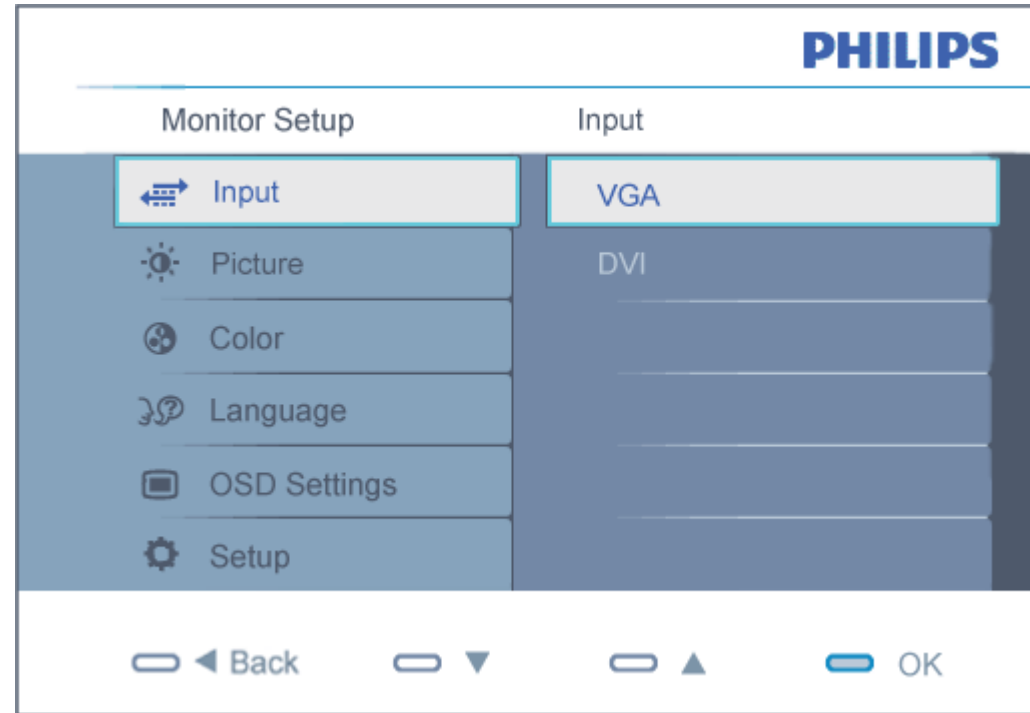 PHILIPS
Monitor Setup Input
Input VGA
Picture DVI
Color
Language
OSD Settings
Setup
Back OK